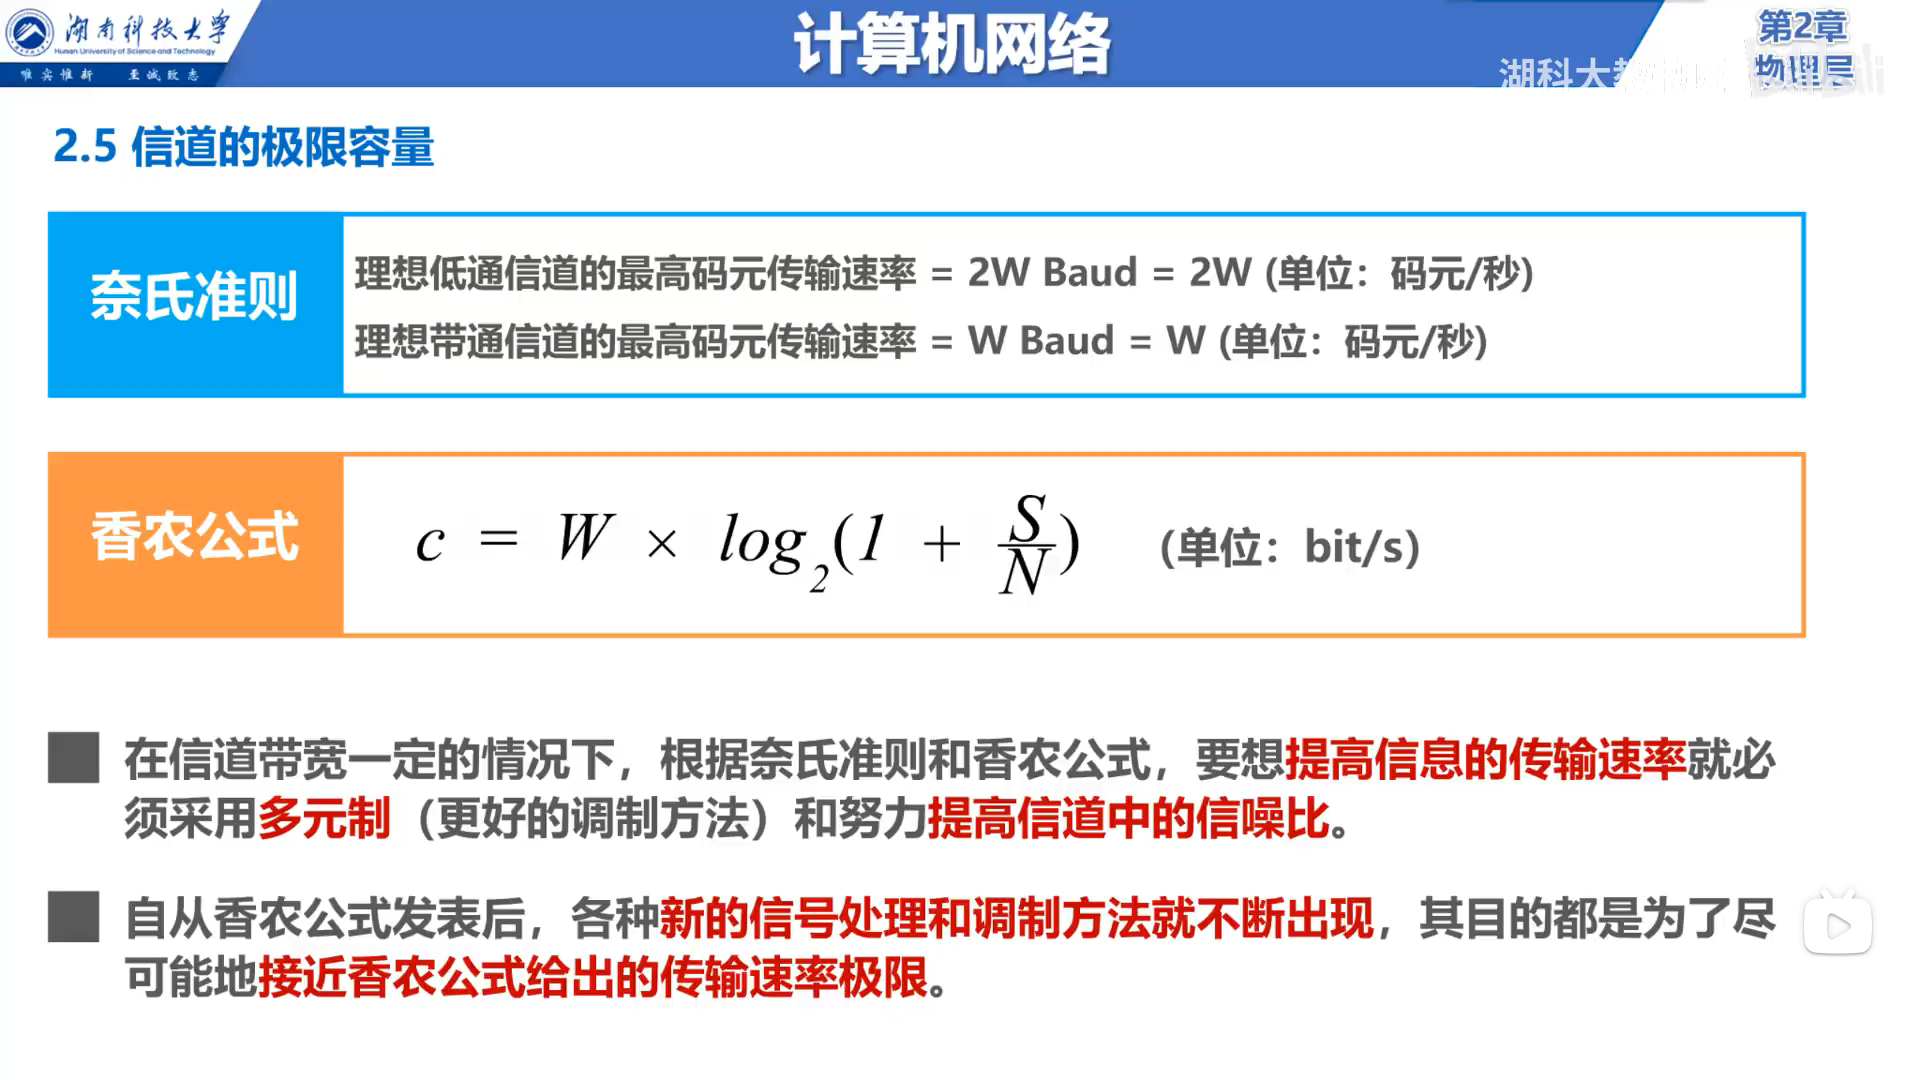 湖南科技大学
Hunan University of Science and Technology
唯实惟新 至诚致志
计算机网络
第2章
物理层
湖科大教
2.5 信道的极限容量
奈氏准则
理想低通信道的最高码元传输速率 = 2W Baud = 2W (单位：码元/秒)
理想带通信道的最高码元传输速率 = W Baud = W (单位：码元/秒)
香农公式
c = W × log₂(1 + S/N) (单位：bit/s)
在信道带宽一定的情况下，根据奈氏准则和香农公式，要想提高信息的传输速率就必
须采用多元制（更好的调制方法）和努力提高信道中的信噪比。
自从香农公式发表后，各种新的信号处理和调制方法就不断出现，其目的都是为了尽
可能地接近香农公式给出的传输速率极限。